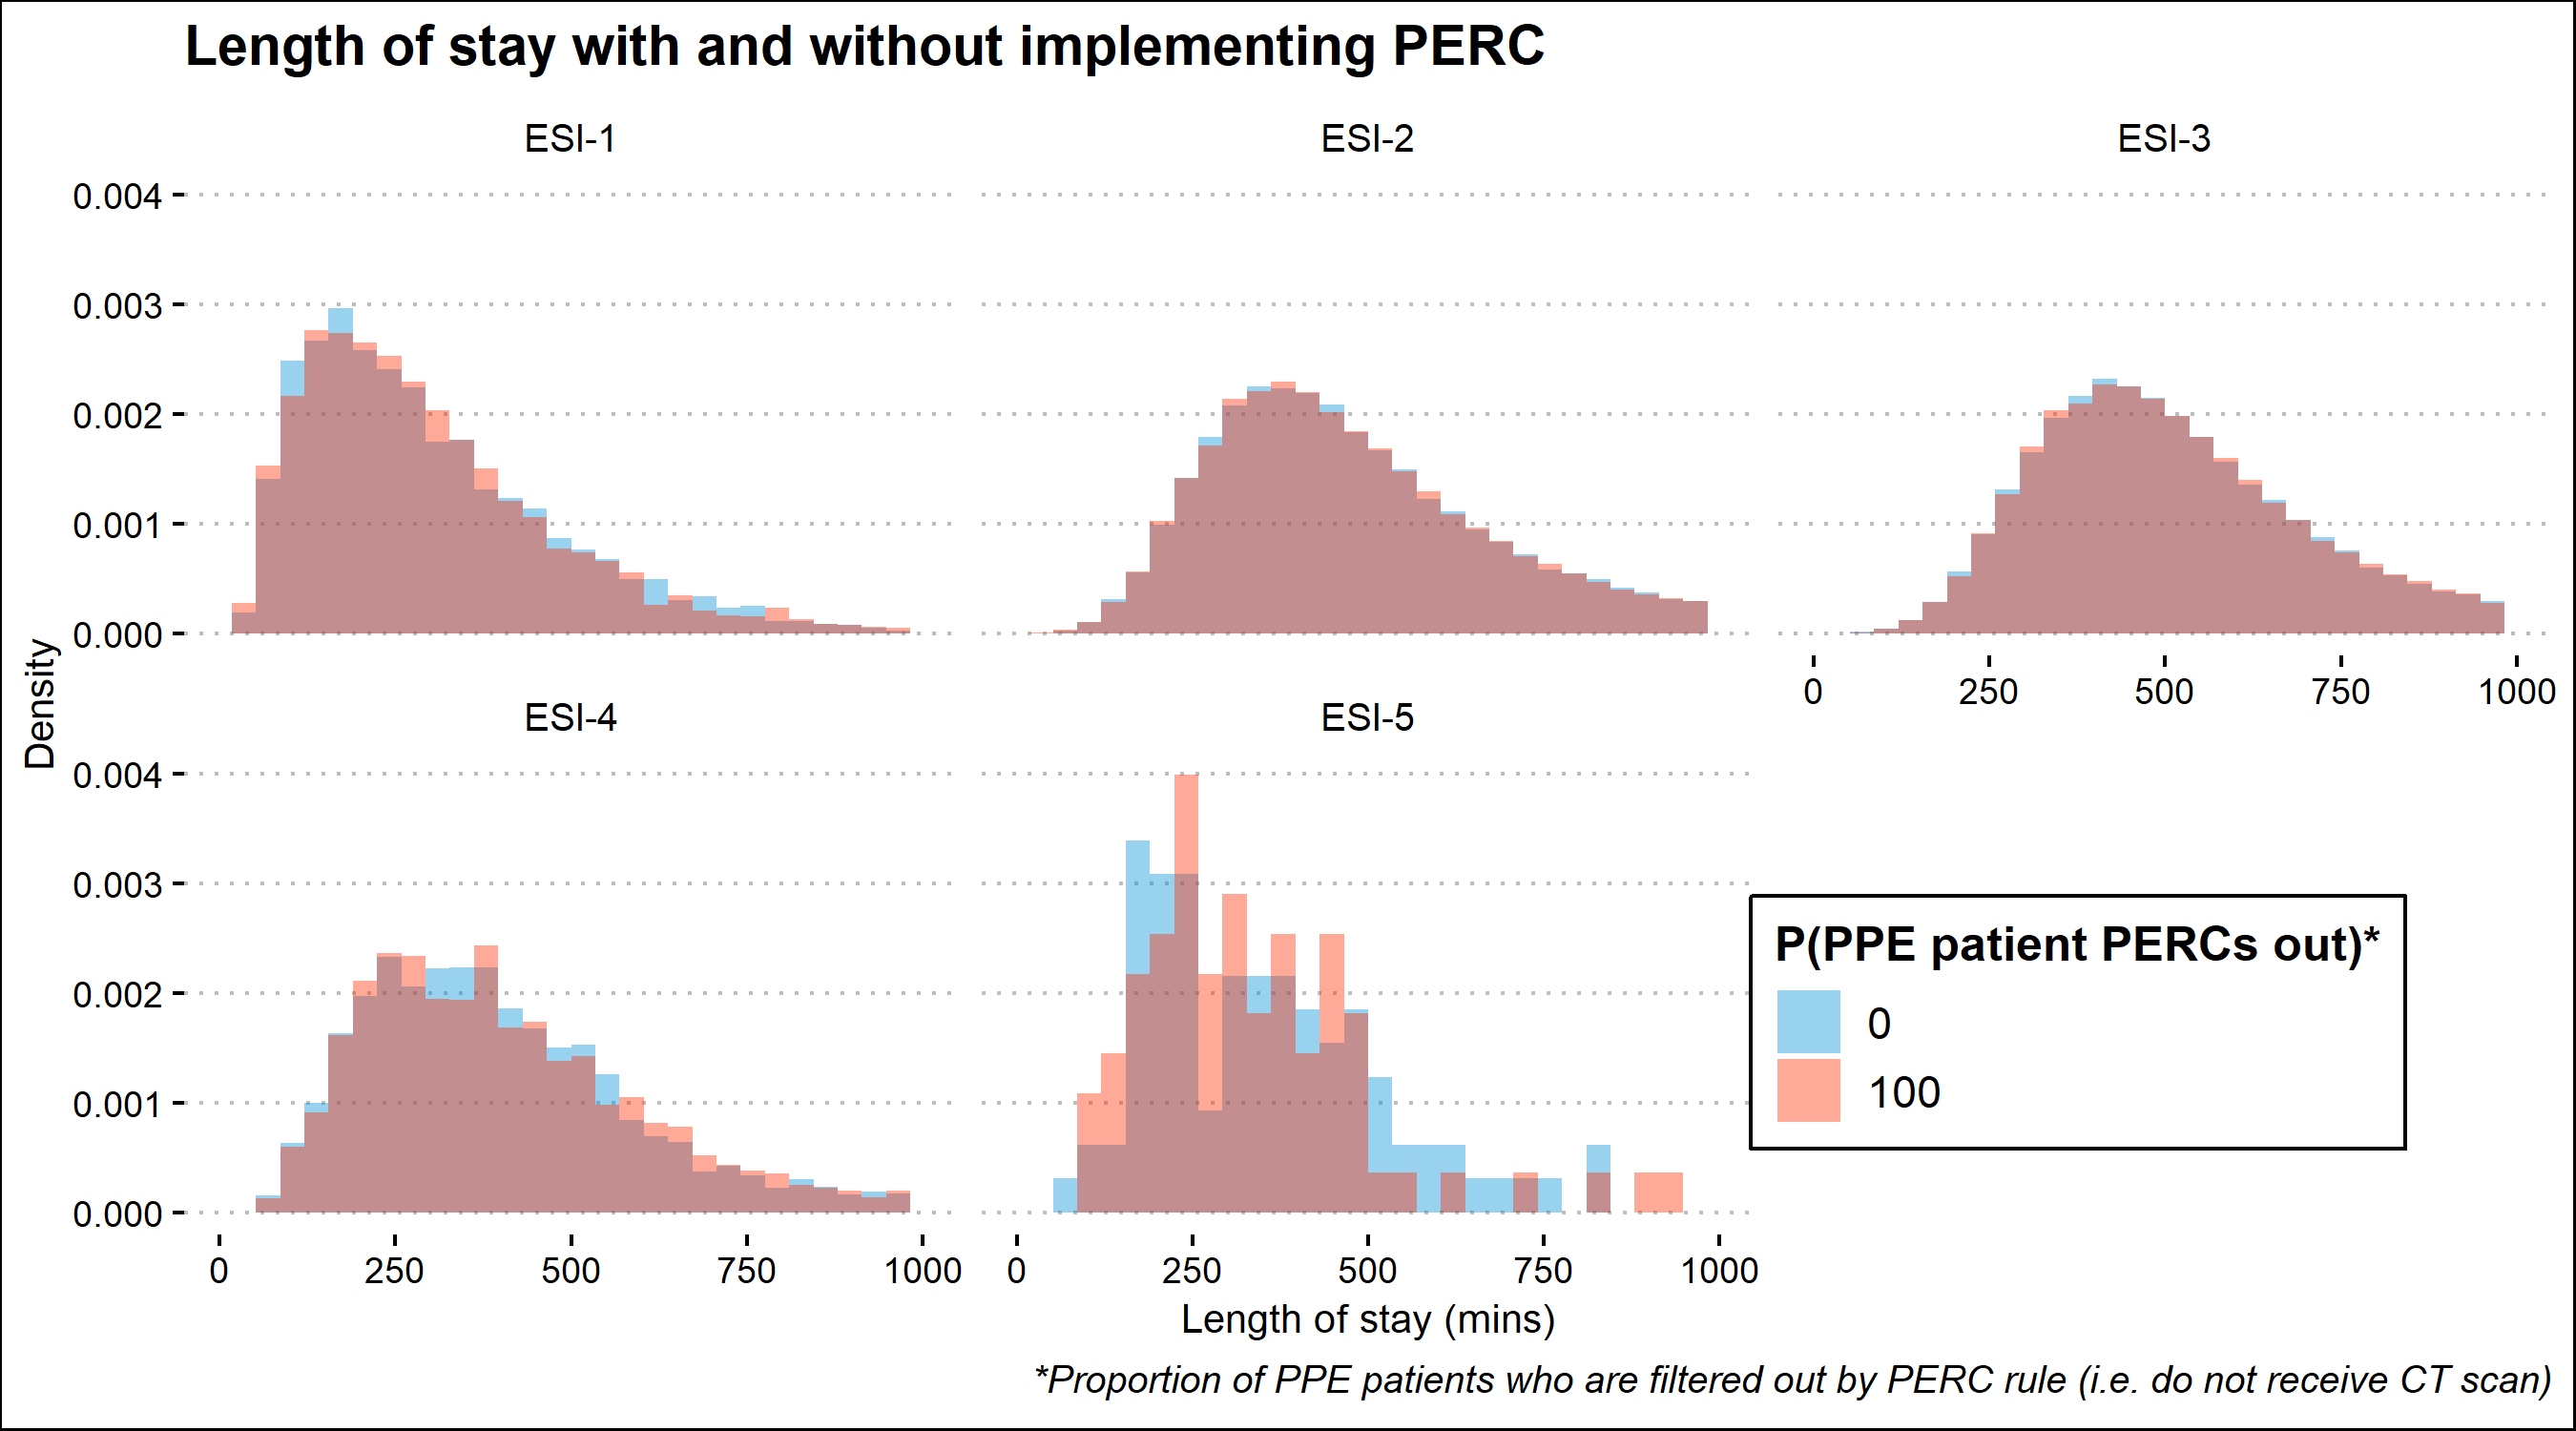 Length of stay with and without implementing PERC
ESI-1
ESI-2
ESI-3
0.004
0.003
0.002
0.001
0.000
0 250 500 750 1000
Density
ESI-4
ESI-5
0.004
0.003
0.002
0.001
0.000
0 250 500 750 1000
0 250 500 750 1000
P(PPE patient PERCs out)*
0
100
Length of stay (mins)
*Proportion of PPE patients who are filtered out by PERC rule (i.e. do not receive CT scan)